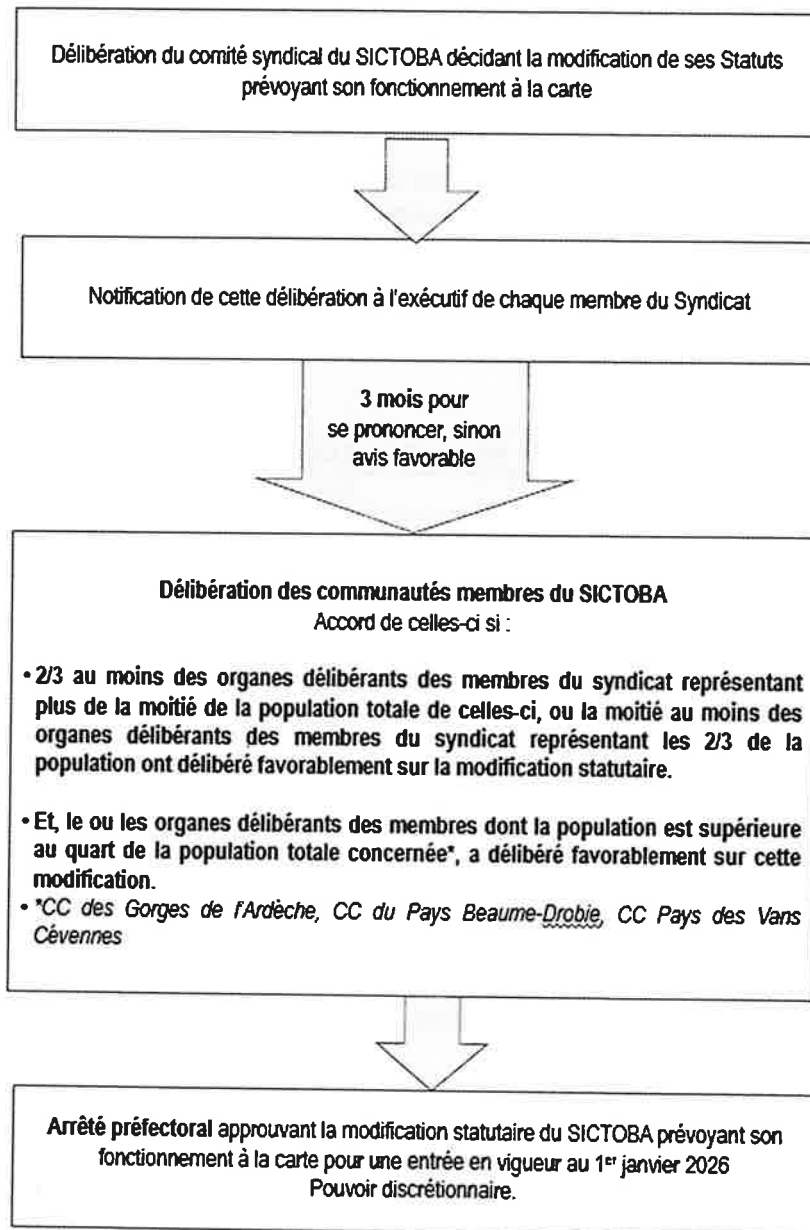 Délibération du comité syndical du SICTOBA décidant la modification de ses Statuts
prévoyant son fonctionnement à la carte
Notification de cette délibération à l'exécutif de chaque membre du Syndicat
3 mois pour
se prononcer, sinon
avis favorable
Délibération des communautés membres du SICTOBA
Accord de celles-ci si :
• 2/3 au moins des organes délibérants des membres du syndicat représentant
plus de la moitié de la population totale de celles-ci, ou la moitié au moins des
organes délibérants des membres du syndicat représentant les 2/3 de la
population ont délibéré favorablement sur la modification statutaire.
• Et, le ou les organes délibérants des membres dont la population est supérieure
au quart de la population totale concernée*, a délibéré favorablement sur cette
modification.
• *CC des Gorges de l'Ardèche, CC du Pays Beaume-Drobie, CC Pays des Vans
Cévennes
Arrêté préfectoral approuvant la modification statutaire du SICTOBA prévoyant son
fonctionnement à la carte pour une entrée en vigueur au 1er janvier 2026
Pouvoir discrétionnaire.